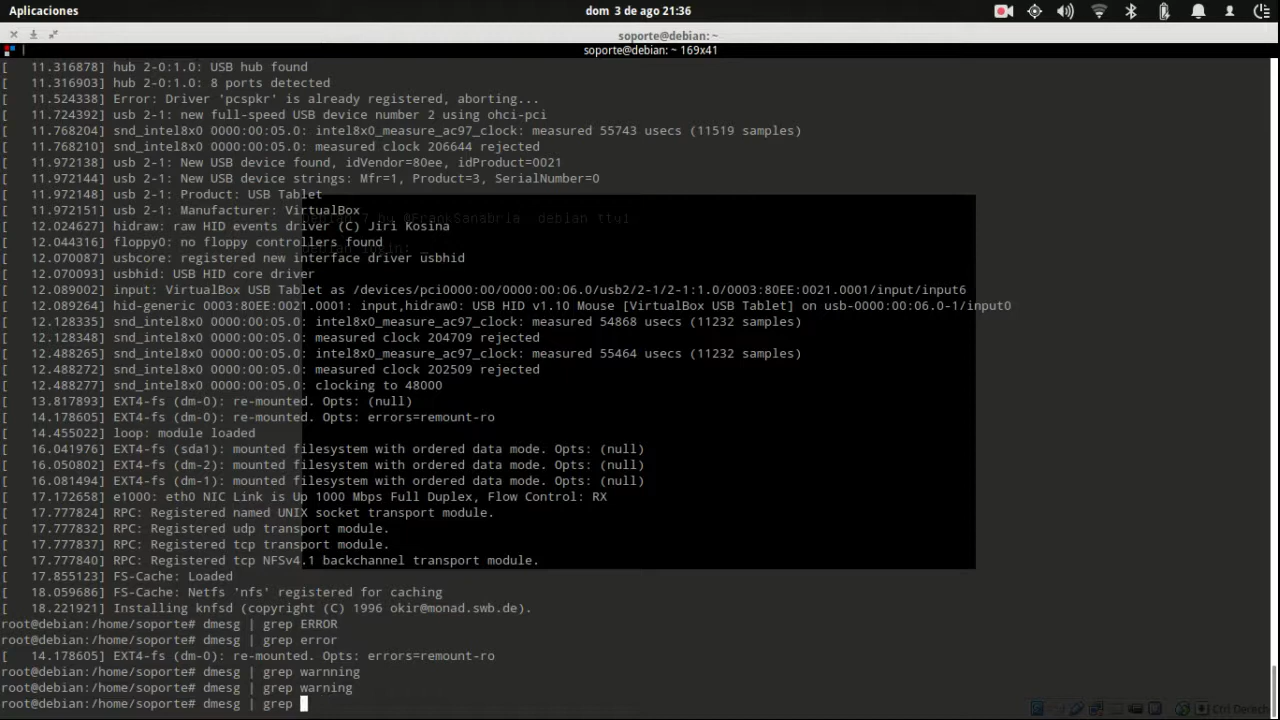 Aplicaciones
dom 3 de ago 21:36
soporte@debian: ~
soporte@debian: ~ 169x41
[   11.316878] hub 2-0:1.0: USB hub found
[   11.316903] hub 2-0:1.0: 8 ports detected
[   11.524338] Error: Driver 'pcspkr' is already registered, aborting...
[   11.724392] usb 2-1: new full-speed USB device number 2 using ohci-pci
[   11.768204] snd_intel8x0 0000:00:05.0: intel8x0_measure_ac97_clock: measured 55743 usecs (11519 samples)
[   11.768210] snd_intel8x0 0000:00:05.0: measured clock 206644 rejected
[   11.972138] usb 2-1: New USB device found, idVendor=80ee, idProduct=0021
[   11.972144] usb 2-1: New USB device strings: Mfr=1, Product=3, SerialNumber=0
[   11.972148] usb 2-1: Product: USB Tablet
[   11.972151] usb 2-1: Manufacturer: VirtualBox
@FrankSanabria debian tty1
[   12.024627] hidraw: raw HID events driver (C) Jiri Kosina
[   12.044316] floppy0: no floppy controllers found
login:
[   12.070087] usbcore: registered new interface driver usbhid
[   12.070093] usbhid: USB HID core driver
[   12.089002] input: VirtualBox USB Tablet as /devices/pci0000:00/0000:00:06.0/usb2/2-1/2-1:1.0/0003:80EE:0021.0001/input/input6
[   12.089264] hid-generic 0003:80EE:0021.0001: input,hidraw0: USB HID v1.10 Mouse [VirtualBox USB Tablet] on usb-0000:00:06.0-1/input0
[   12.128335] snd_intel8x0 0000:00:05.0: intel8x0_measure_ac97_clock: measured 54868 usecs (11232 samples)
[   12.128348] snd_intel8x0 0000:00:05.0: measured clock 204709 rejected
[   12.488265] snd_intel8x0 0000:00:05.0: intel8x0_measure_ac97_clock: measured 55464 usecs (11232 samples)
[   12.488277] snd_intel8x0 0000:00:05.0: measured clock 202509 rejected
[   12.488277] snd_intel8x0 0000:00:05.0: clocking to 48000
[   13.817893] EXT4-fs (dm-0): re-mounted. Opts: (null)
[   14.178605] EXT4-fs (dm-0): re-mounted. Opts: errors=remount-ro
[   14.455022] loop: module loaded
[   16.041976] EXT4-fs (sda1): mounted filesystem with ordered data mode. Opts: (null)
[   16.050802] EXT4-fs (dm-2): mounted filesystem with ordered data mode. Opts: (null)
[   16.081494] EXT4-fs (dm-1): mounted filesystem with ordered data mode. Opts: (null)
[   17.172658] e1000: eth0 NIC Link is Up 1000 Mbps Full Duplex, Flow Control: RX
[   17.777824] RPC: Registered named UNIX socket transport module.
[   17.777832] RPC: Registered udp transport module.
[   17.777837] RPC: Registered tcp transport module.
[   17.777840] RPC: Registered tcp NFSv4.1 backchannel transport module.
[   17.855123] FS-Cache: Loaded
[   18.059686] FS-Cache: Netfs 'nfs' registered for caching
[   18.221921] Installing knfsd (copyright (C) 1996 okir@monad.swb.de).
root@debian:/home/soporte# dmesg | grep ERROR
root@debian:/home/soporte# dmesg | grep error
[   14.178605] EXT4-fs (dm-0): re-mounted. Opts: errors=remount-ro
root@debian:/home/soporte# dmesg | grep warnning
root@debian:/home/soporte# dmesg | grep warning
root@debian:/home/soporte# dmesg | grep
Ctrl Derech